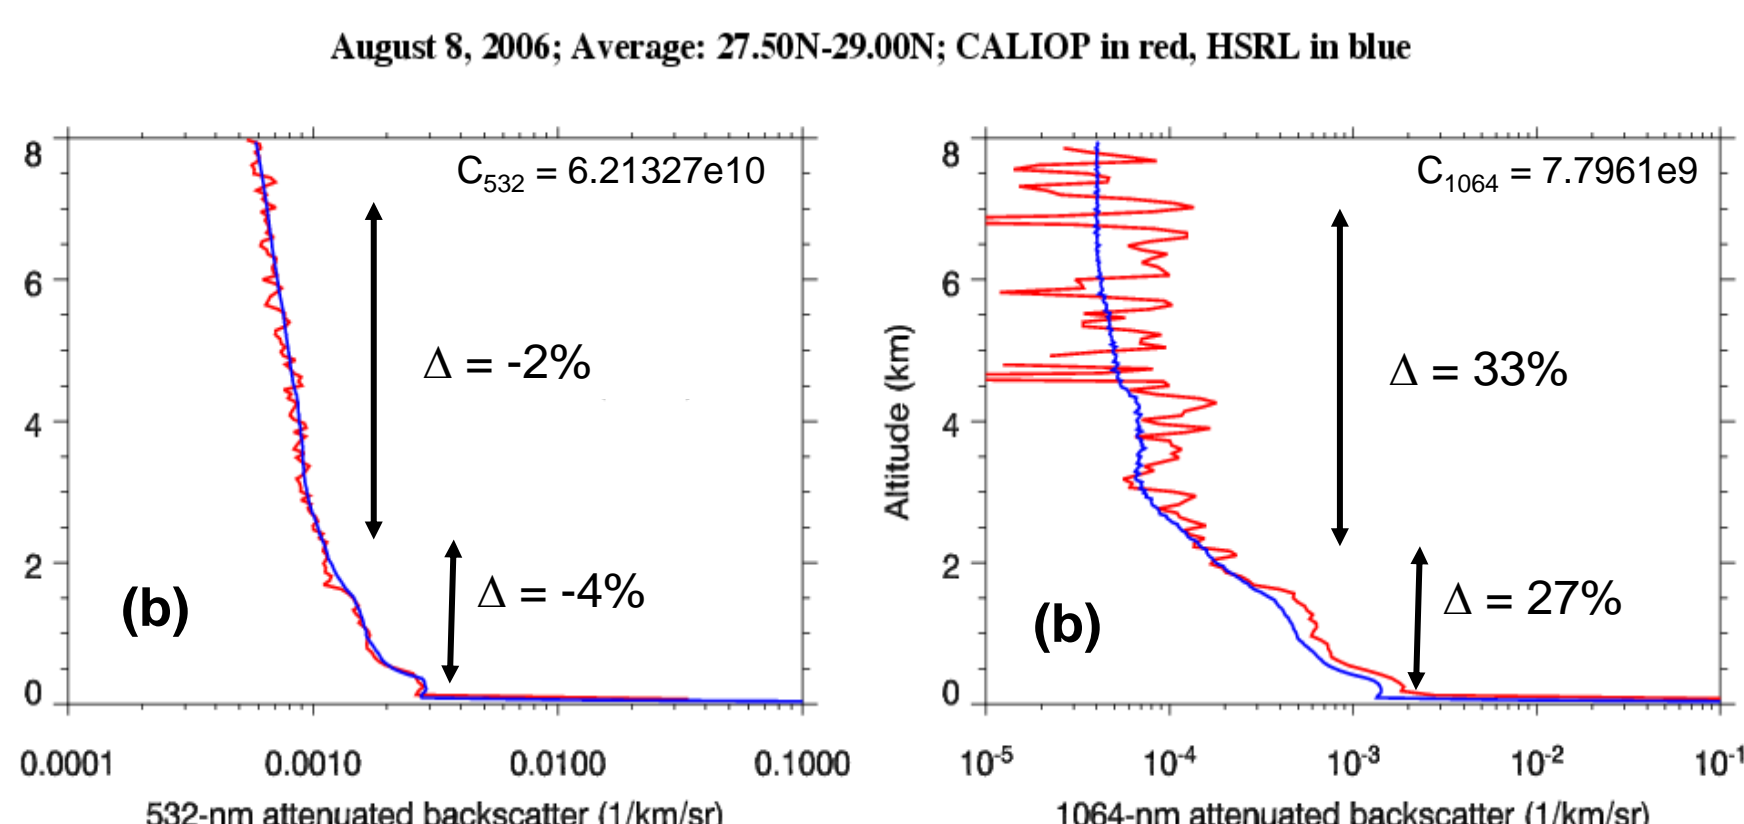 August 8, 2006; Average: 27.50N-29.00N; CALIOP in red, HSRL in blue
8
6
4
2
0
C532 = 6.21327e10
Δ = -2%
Δ = -4%
(b)
0.0001 0.0010 0.0100 0.1000
532-nm attenuated backscatter (1/km/sr)
Altitude (km)
8
6
4
2
0
C1064 = 7.7961e9
Δ = 33%
Δ = 27%
(b)
10-5 10-4 10-3 10-2 10-1
1064-nm attenuated backscatter (1/km/sr)